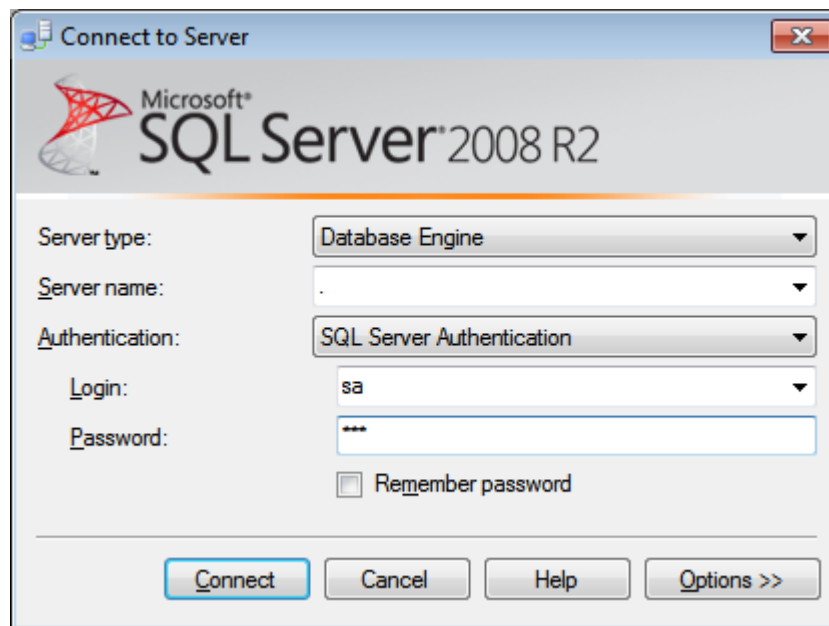 Connect to Server
Microsoft®
SQL Server® 2008 R2
Server type: Database Engine
Server name: .
Authentication: SQL Server Authentication
Login: sa
Password: ***
Remember password
Connect Cancel Help Options >>